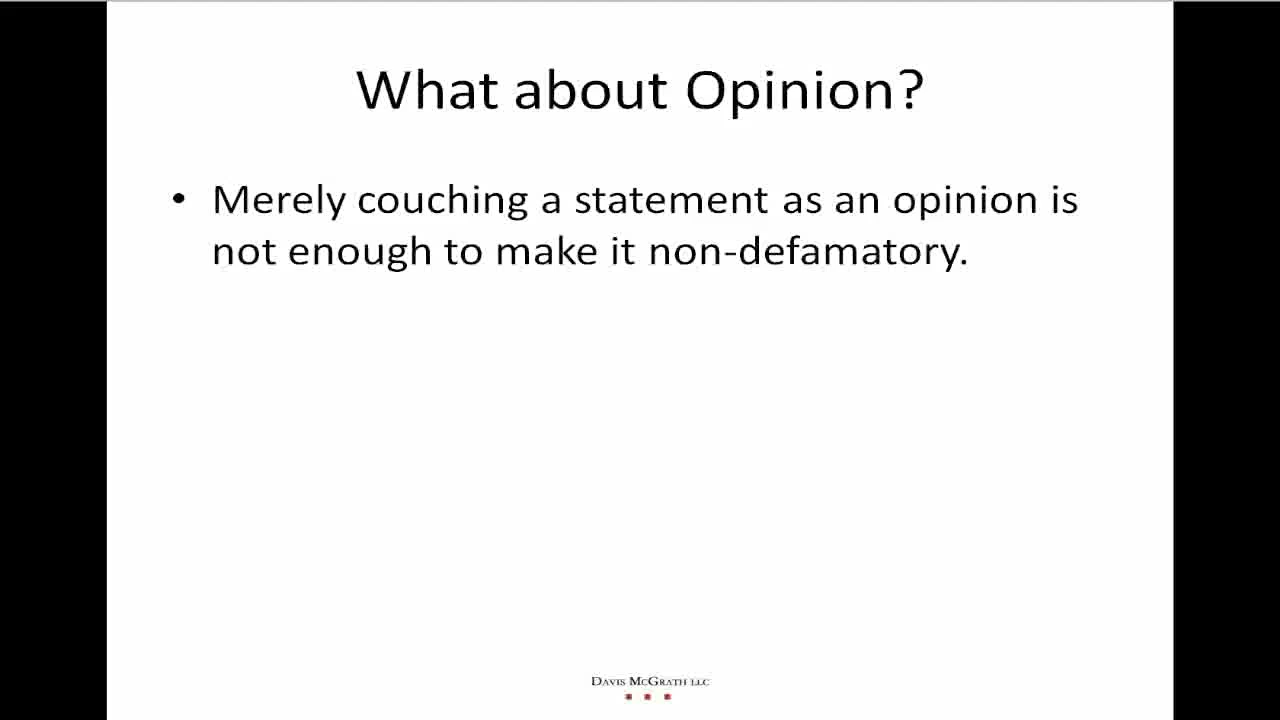 What about Opinion?
• Merely couching a statement as an opinion is
not enough to make it non-defamatory.
DAVIS MCGRATH LLC